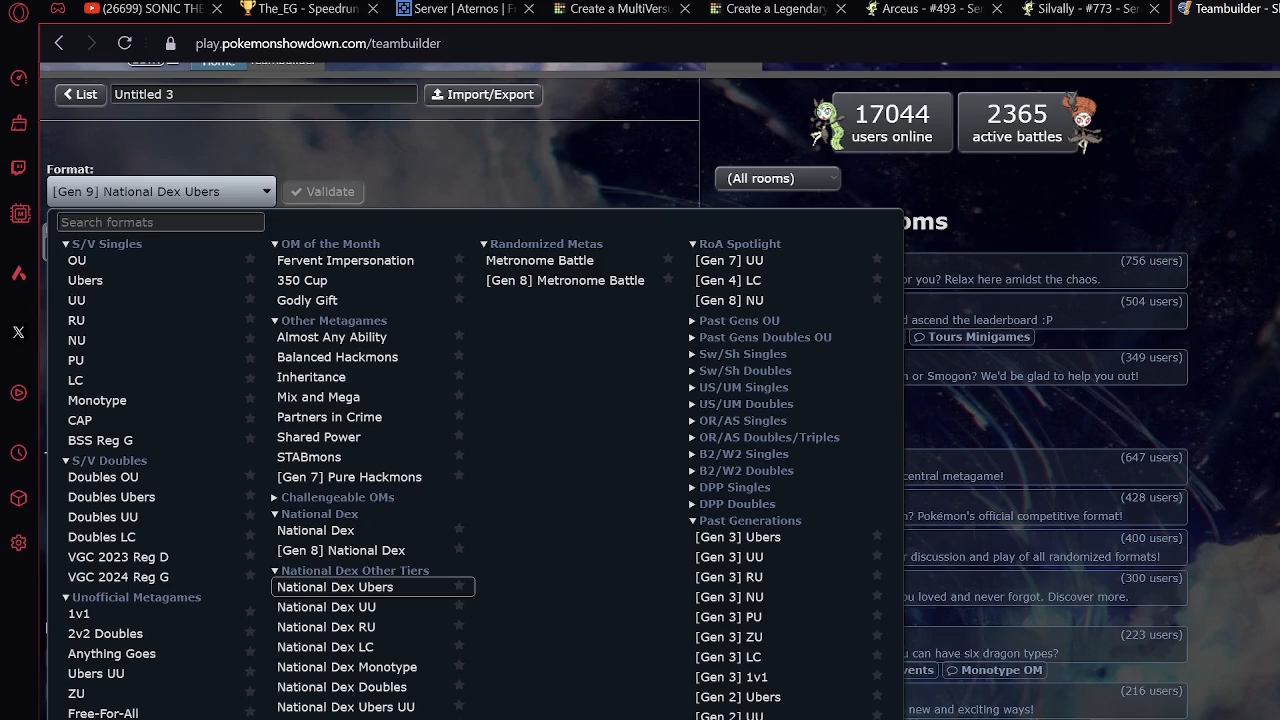 (26699) SONIC THE
The_EG - Speedrun
Server | Aternos | F
Create a MultiVersu
Create a Legendary
Arceus - #493 - Ser
Silvally - #773 - Ser
Teambuilder - S
play.pokemonshowdown.com/teambuilder
Home
Teambuilder
List
Untitled 3
Import/Export
17044
users online
2365
active battles
Format:
[Gen 9] National Dex Ubers
Validate
(All rooms)
Search formats
S/V Singles
OU
Ubers
UU
RU
NU
PU
LC
Monotype
CAP
BSS Reg G
S/V Doubles
Doubles OU
Doubles Ubers
Doubles UU
Doubles LC
VGC 2023 Reg D
VGC 2024 Reg G
Unofficial Metagames
1v1
2v2 Doubles
Anything Goes
Ubers UU
ZU
Free-For-All
OM of the Month
Fervent Impersonation
350 Cup
Godly Gift
Other Metagames
Almost Any Ability
Balanced Hackmons
Inheritance
Mix and Mega
Partners in Crime
Shared Power
STABmons
[Gen 7] Pure Hackmons
Challengeable OMs
National Dex
National Dex
[Gen 8] National Dex
National Dex Other Tiers
National Dex Ubers
National Dex UU
National Dex RU
National Dex LC
National Dex Monotype
National Dex Doubles
National Dex Ubers UU
Randomized Metas
Metronome Battle
[Gen 8] Metronome Battle
RoA Spotlight
[Gen 7] UU
[Gen 4] LC
[Gen 8] NU
Past Gens OU
Past Gens Doubles OU
Sw/Sh Singles
Sw/Sh Doubles
US/UM Singles
US/UM Doubles
OR/AS Singles
OR/AS Doubles/Triples
B2/W2 Singles
B2/W2 Doubles
DPP Singles
DPP Doubles
Past Generations
[Gen 3] Ubers
[Gen 3] UU
[Gen 3] RU
[Gen 3] NU
[Gen 3] PU
[Gen 3] ZU
[Gen 3] LC
[Gen 3] 1v1
[Gen 2] Ubers
[Gen 2] UU
oms
(756 users)
or you? Relax here amidst the chaos.
(504 users)
d ascend the leaderboard :P
Tours Minigames
(349 users)
n or Smogon? We'd be glad to help you out!
(647 users)
central metagame!
(428 users)
n? Pokémon's official competitive format!
(400 users)
discussion and play of all randomized formats!
(300 users)
ou loved and never forgot. Discover more.
(223 users)
u can have six dragon types?
vents
Monotype OM
(216 users)
new and exciting ways!